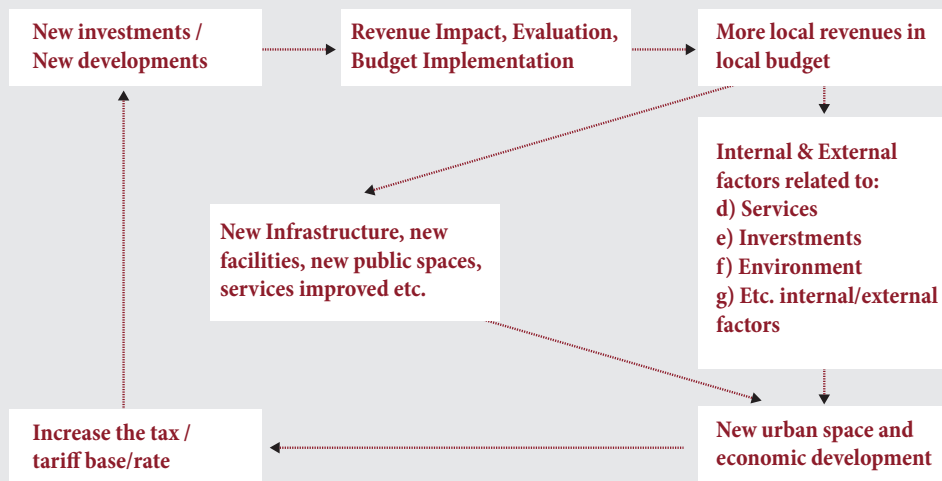 New investments /
New developments
Revenue Impact, Evaluation,
Budget Implementation
More local revenues in
local budget
Internal & External
factors related to:
d) Services
e) Inverstments
f) Environment
g) Etc. internal/external
factors
New Infrastructure, new
facilities, new public spaces,
services improved etc.
Increase the tax /
tariff base/rate
New urban space and
economic development